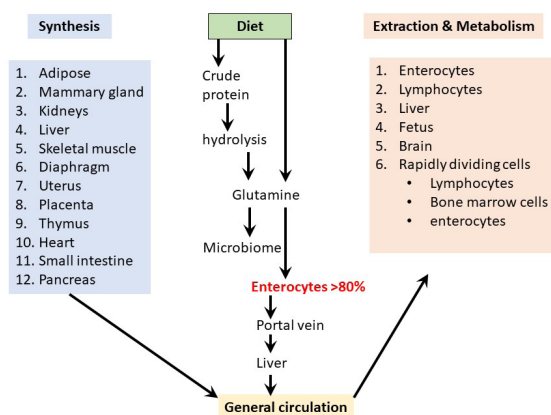 Synthesis
1. Adipose
2. Mammary gland
3. Kidneys
4. Liver
5. Skeletal muscle
6. Diaphragm
7. Uterus
8. Placenta
9. Thymus
10. Heart
11. Small intestine
12. Pancreas
Diet
Crude
protein
hydrolysis
Glutamine
Microbiome
Enterocytes >80%
Portal vein
Liver
General circulation
Extraction & Metabolism
1. Enterocytes
2. Lymphocytes
3. Liver
4. Fetus
5. Brain
6. Rapidly dividing cells
• Lymphocytes
• Bone marrow cells
• enterocytes